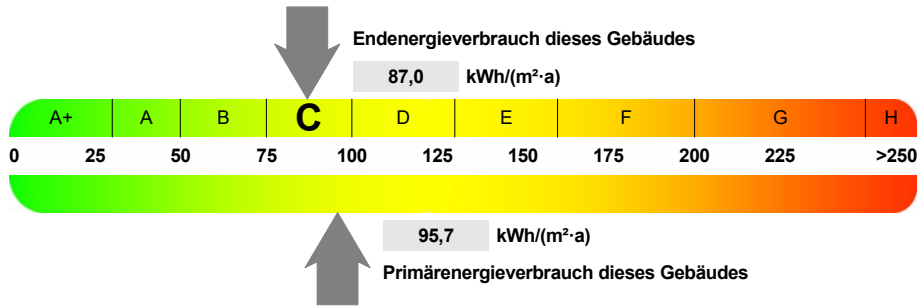 Endenergieverbrauch dieses Gebäudes
87,0 kWh/(m²·a)
A+ A B C D E F G H
0 25 50 75 100 125 150 175 200 225 >250
95,7 kWh/(m²·a)
Primärenergieverbrauch dieses Gebäudes